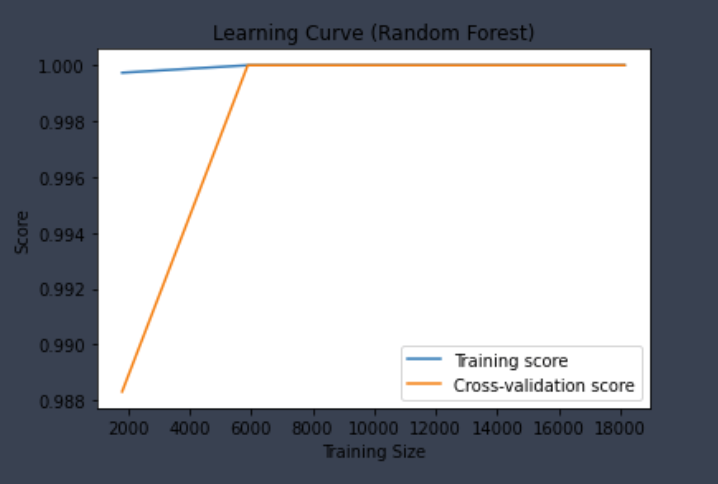 Learning Curve (Random Forest)
1.000
0.998
0.996
0.994
0.992
0.990
0.988
Score
Training score
Cross-validation score
2000 4000 6000 8000 10000 12000 14000 16000 18000
Training Size